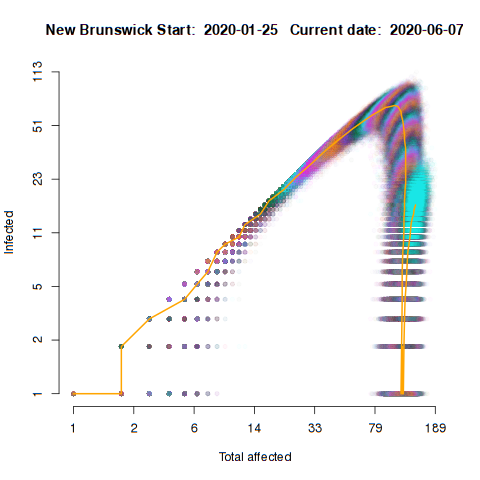 New Brunswick Start:  2020-01-25   Current date:  2020-06-07
113
51
23
11
5
2
1
Infected
1 2 6 14 33 79 189
Total affected